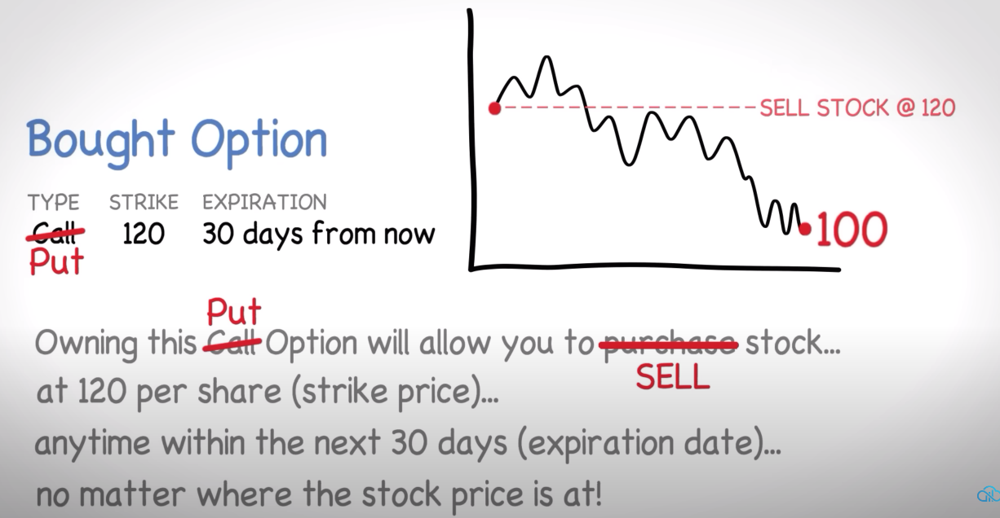 SELL STOCK @ 120
Bought Option
TYPE STRIKE EXPIRATION
Call 120 30 days from now
Put
100
Put
Owning this Call Option will allow you to purchase stock...
SELL
at 120 per share (strike price)...
anytime within the next 30 days (expiration date)...
no matter where the stock price is at!